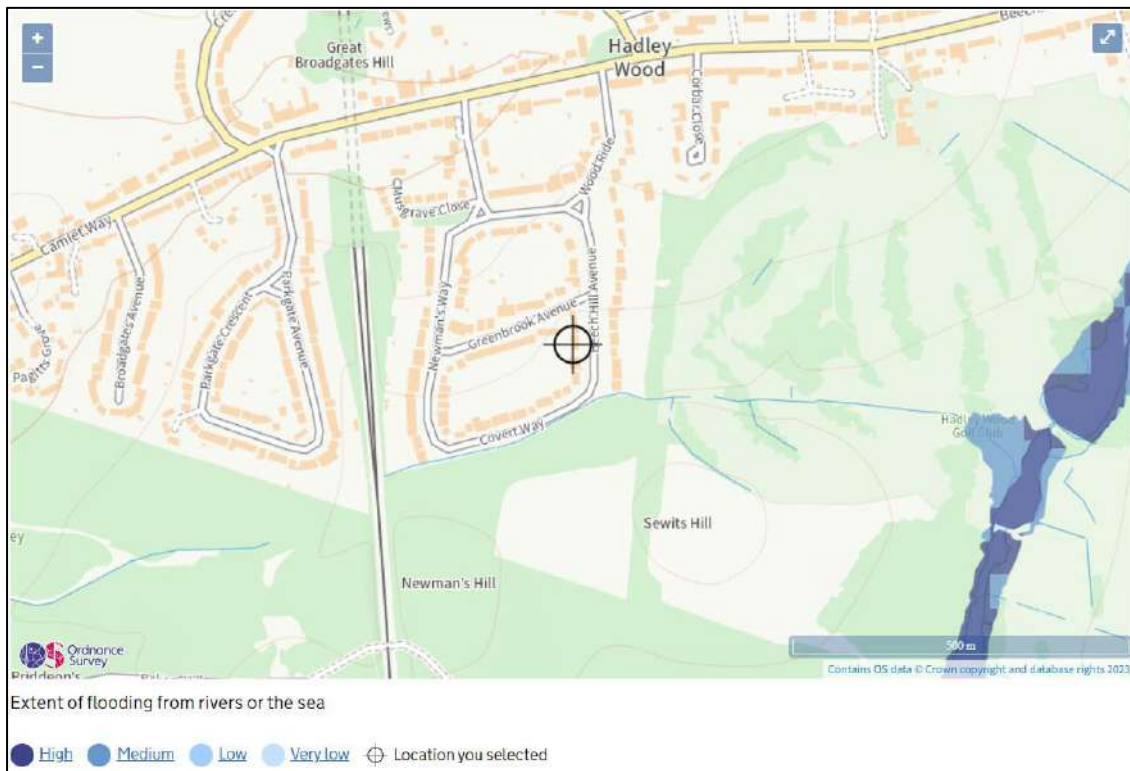 +
−
Great
Broadgates Hill
Hadley
Wood
Camlet Way
Corbar Close
Wood Ride
Musgrave Close
Pagitts Grove
Broadgates Avenue
Parkgate Crescent
Parkgate Avenue
Newman's Way
Greenbrook Avenue
Beech Hill Avenue
Covert Way
Hadley Wood
Golf Club
Sewits Hill
Newman's Hill
Ordnance
Survey
500 m
Contains OS data © Crown copyright and database rights 2023
Extent of flooding from rivers or the sea
High Medium Low Very low Location you selected